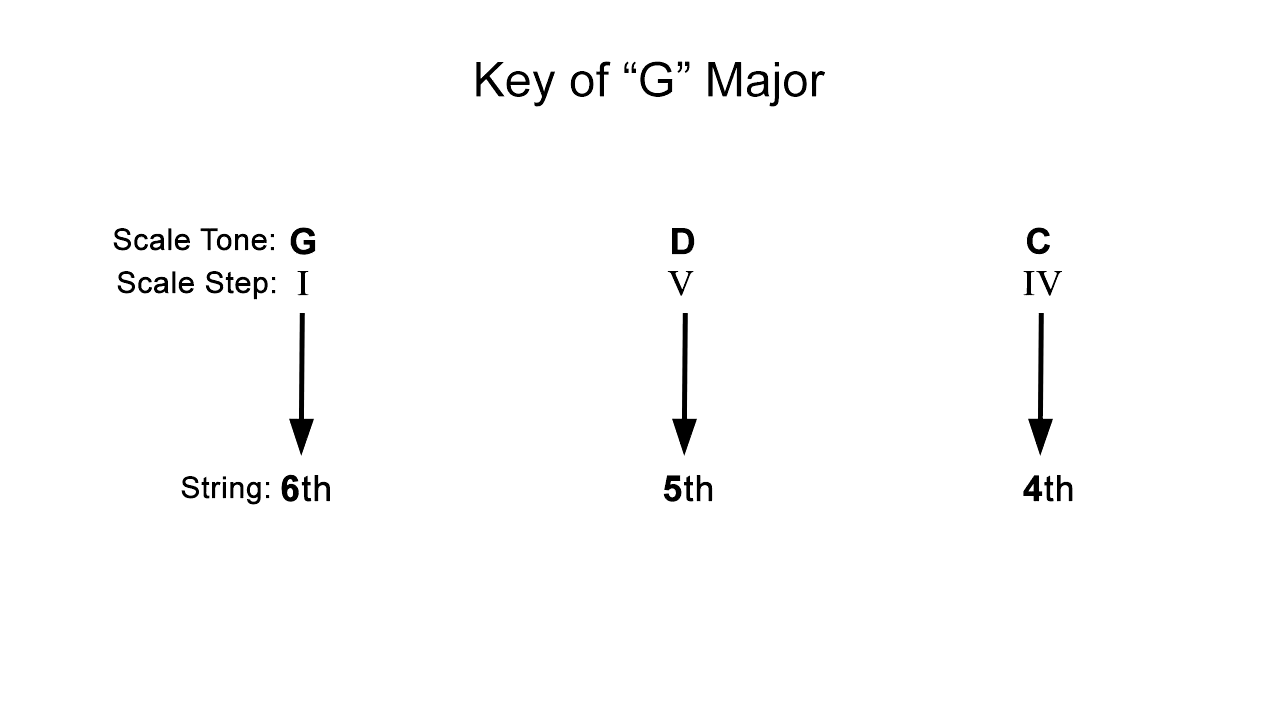 Key of “G” Major
Scale Tone: G D C
Scale Step: I V IV
String: 6th 5th 4th